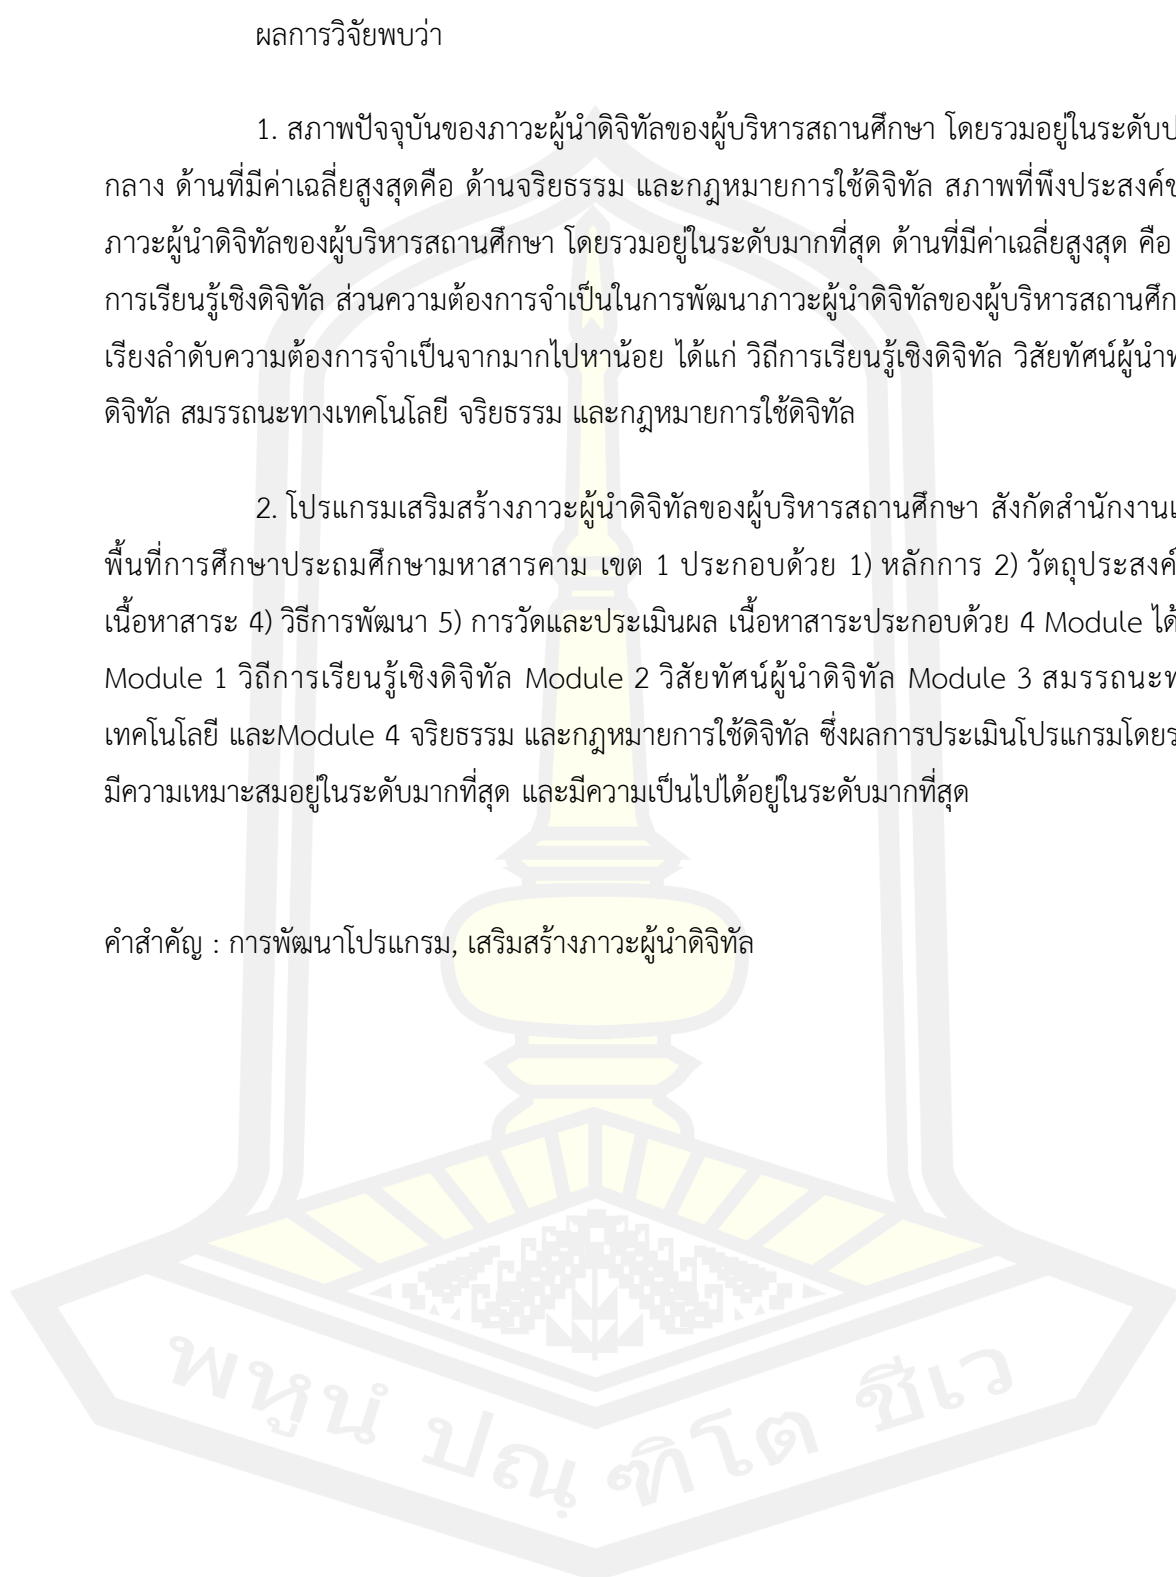 ผลการวิจัยพบว่า
1. สภาพปัจจุบันของภาวะผู้นำดิจิทัลของผู้บริหารสถานศึกษา โดยรวมอยู่ในระดับป
กลาง ด้านที่มีค่าเฉลี่ยสูงสุดคือ ด้านจริยธรรม และกฎหมายการใช้ดิจิทัล สภาพที่พึงประสงค์ข
ภาวะผู้นำดิจิทัลของผู้บริหารสถานศึกษา โดยรวมอยู่ในระดับมากที่สุด ด้านที่มีค่าเฉลี่ยสูงสุด คือ
การเรียนรู้เชิงดิจิทัล ส่วนความต้องการจำเป็นในการพัฒนาภาวะผู้นำดิจิทัลของผู้บริหารสถานศึก
เรียงลำดับความต้องการจำเป็นจากมากไปหาน้อย ได้แก่ วิถีการเรียนรู้เชิงดิจิทัล วิสัยทัศน์ผู้นำท
ดิจิทัล สมรรถนะทางเทคโนโลยี จริยธรรม และกฎหมายการใช้ดิจิทัล
2. โปรแกรมเสริมสร้างภาวะผู้นำดิจิทัลของผู้บริหารสถานศึกษา สังกัดสำนักงานเ
พื้นที่การศึกษาประถมศึกษามหาสารคาม เขต 1 ประกอบด้วย 1) หลักการ 2) วัตถุประสงค์
เนื้อหาสาระ 4) วิธีการพัฒนา 5) การวัดและประเมินผล เนื้อหาสาระประกอบด้วย 4 Module ได้
Module 1 วิถีการเรียนรู้เชิงดิจิทัล Module 2 วิสัยทัศน์ผู้นำดิจิทัล Module 3 สมรรถนะท
เทคโนโลยี และModule 4 จริยธรรม และกฎหมายการใช้ดิจิทัล ซึ่งผลการประเมินโปรแกรมโดยร
มีความเหมาะสมอยู่ในระดับมากที่สุด และมีความเป็นไปได้อยู่ในระดับมากที่สุด
คำสำคัญ : การพัฒนาโปรแกรม, เสริมสร้างภาวะผู้นำดิจิทัล
พหูนํ ปณฺฑิโต ชีเว